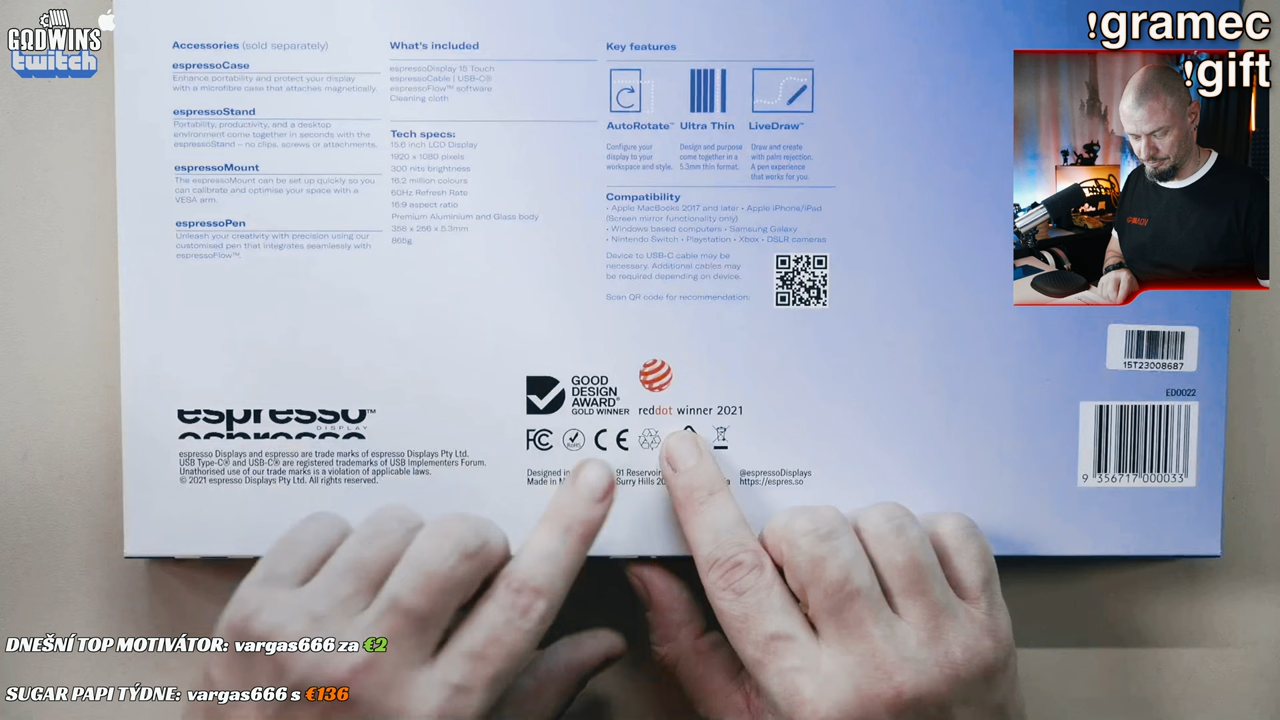 GΩDWINS
twitch
!gramec
!gift
Accessories (sold separately)
espressoCase
Enhance portability and protect your display
with a microfibre case that attaches magnetically.
espressoStand
Portability, productivity, and a desktop
environment come together in seconds with the
espressoStand – no clips, screws or attachments.
espressoMount
The espressoMount can be set up quickly so you
can calibrate and optimise your space with a
VESA arm.
espressoPen
Unleash your creativity with precision using our
customised pen that integrates seamlessly with
espressoFlow™.
What's included
espressoDisplay 15 Touch
espressoCable | USB-C®
espressoFlow™ software
Cleaning cloth
Tech specs:
15.6 inch LCD Display
1920 x 1080 pixels
300 nits brightness
16.2 million colours
60Hz Refresh Rate
16:9 aspect ratio
Premium Aluminium and Glass body
356 x 256 x 5.3mm
865g
Key features
AutoRotate™
Configure your
display to your
workspace and style.
Ultra Thin
Design and purpose
come together in a
5.3mm thin format.
LiveDraw™
Draw and create
with palm rejection.
A pen experience
that works for you.
Compatibility
• Apple MacBooks 2017 and later • Apple iPhone/iPad
(Screen mirror functionality only)
• Windows based computers • Samsung Galaxy
• Nintendo Switch • Playstation • Xbox • DSLR cameras
Device to USB-C cable may be
necessary. Additional cables may
be required depending on device.
Scan QR code for recommendation:
15T23008687
ED0022
9 356717 000033
espresso™
DISPLAY
espresso
espresso Displays and espresso are trade marks of espresso Displays Pty Ltd.
USB Type-C® and USB-C® are registered trademarks of USB Implementers Forum.
Unathorised use of our trade marks is a violation of applicable laws.
© 2021 espresso Displays Pty Ltd. All rights reserved.
GOOD
DESIGN
AWARD®
GOLD WINNER
reddot winner 2021
FC RoHS CE
Designed in
Made in
91 Reservoir
Surry Hills
@espressoDisplays
https://espres.so
DNEŠNÍ TOP MOTIVÁTOR: vargas666 za €2
SUGAR PAPI TÝDNE: vargas666 s €136